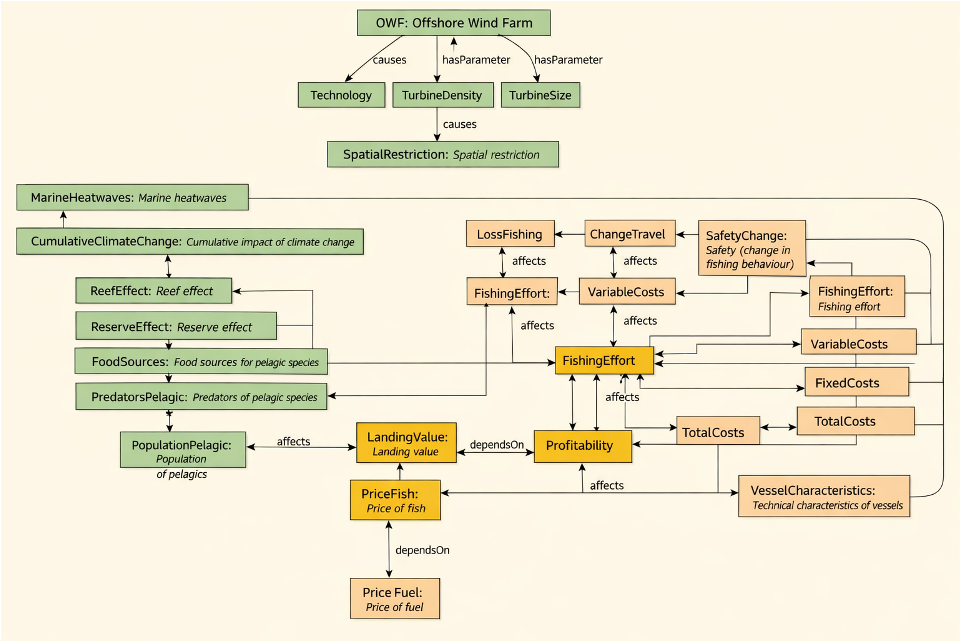 OWF: Offshore Wind Farm
causes
hasParameter
hasParameter
Technology
TurbineDensity
TurbineSize
causes
SpatialRestriction: Spatial restriction
MarineHeatwaves: Marine heatwaves
CumulativeClimateChange: Cumulative impact of climate change
LossFishing
ChangeTravel
SafetyChange:
Safety (change in
fishing behaviour)
affects
affects
ReefEffect: Reef effect
FishingEffort:
VariableCosts
FishingEffort:
Fishing effort
ReserveEffect: Reserve effect
affects
affects
VariableCosts
FoodSources: Food sources for pelagic species
FishingEffort
PredatorsPelagic: Predators of pelagic species
affects
FixedCosts
TotalCosts
TotalCosts
PopulationPelagic:
Population
of pelagics
affects
LandingValue:
Landing value
dependsOn
Profitability
PriceFish:
Price of fish
affects
VesselCharacteristics:
Technical characteristics of vessels
dependsOn
Price Fuel:
Price of fuel